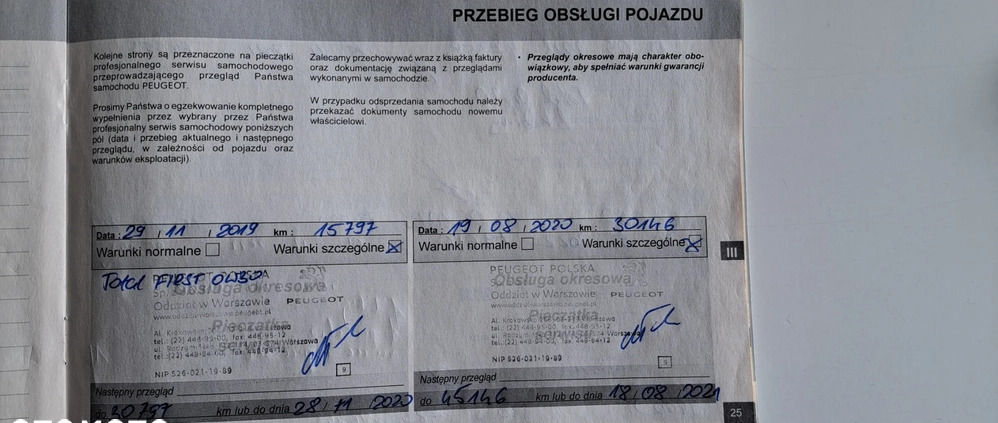 PRZEBIEG OBSŁUGI POJAZDU
Kolejne strony są przeznaczone na pieczątki
profesjonalnego serwisu samochodowego
przeprowadzającego przegląd Państwa
samochodu PEUGEOT.
Prosimy Państwa o egzekwowanie kompletnego
wypełnienia przez wybrany przez Państwa
profesjonalny serwis samochodowy poniższych
pól (data i przebieg aktualnego i następnego
przeglądu, w zależności od pojazdu oraz
warunków eksploatacji).
Zalecamy przechowywać wraz z książką faktury
oraz dokumentację związaną z przeglądami
wykonanymi w samochodzie.
W przypadku odsprzedania samochodu należy
przekazać dokumenty samochodu nowemu
właścicielowi.
• Przeglądy okresowe mają charakter obo-
wiązkowy, aby spełniać warunki gwarancji
producenta.
Data : 29 / 11 / 2019 km : 15797
Warunki normalne Warunki szczególne
Total FIRST 0W30
Obsługa okresowa
Oddział w Warszawie PEUGEOT
Pieczątka
serwisu
NIP 526-021-19-89
9
Następny przegląd
do 30797 km lub do dnia 28 / 11 / 2020
Data : 19 / 08 / 2020 km : 30146
Warunki normalne Warunki szczególne
PEUGEOT POLSKA
Obsługa okresowa
Oddział w Warszawie PEUGEOT
Pieczątka
serwisu
NIP 526-021-19-89
9
Następny przegląd
do 45146 km lub do dnia 18 / 08 / 2021
III
25